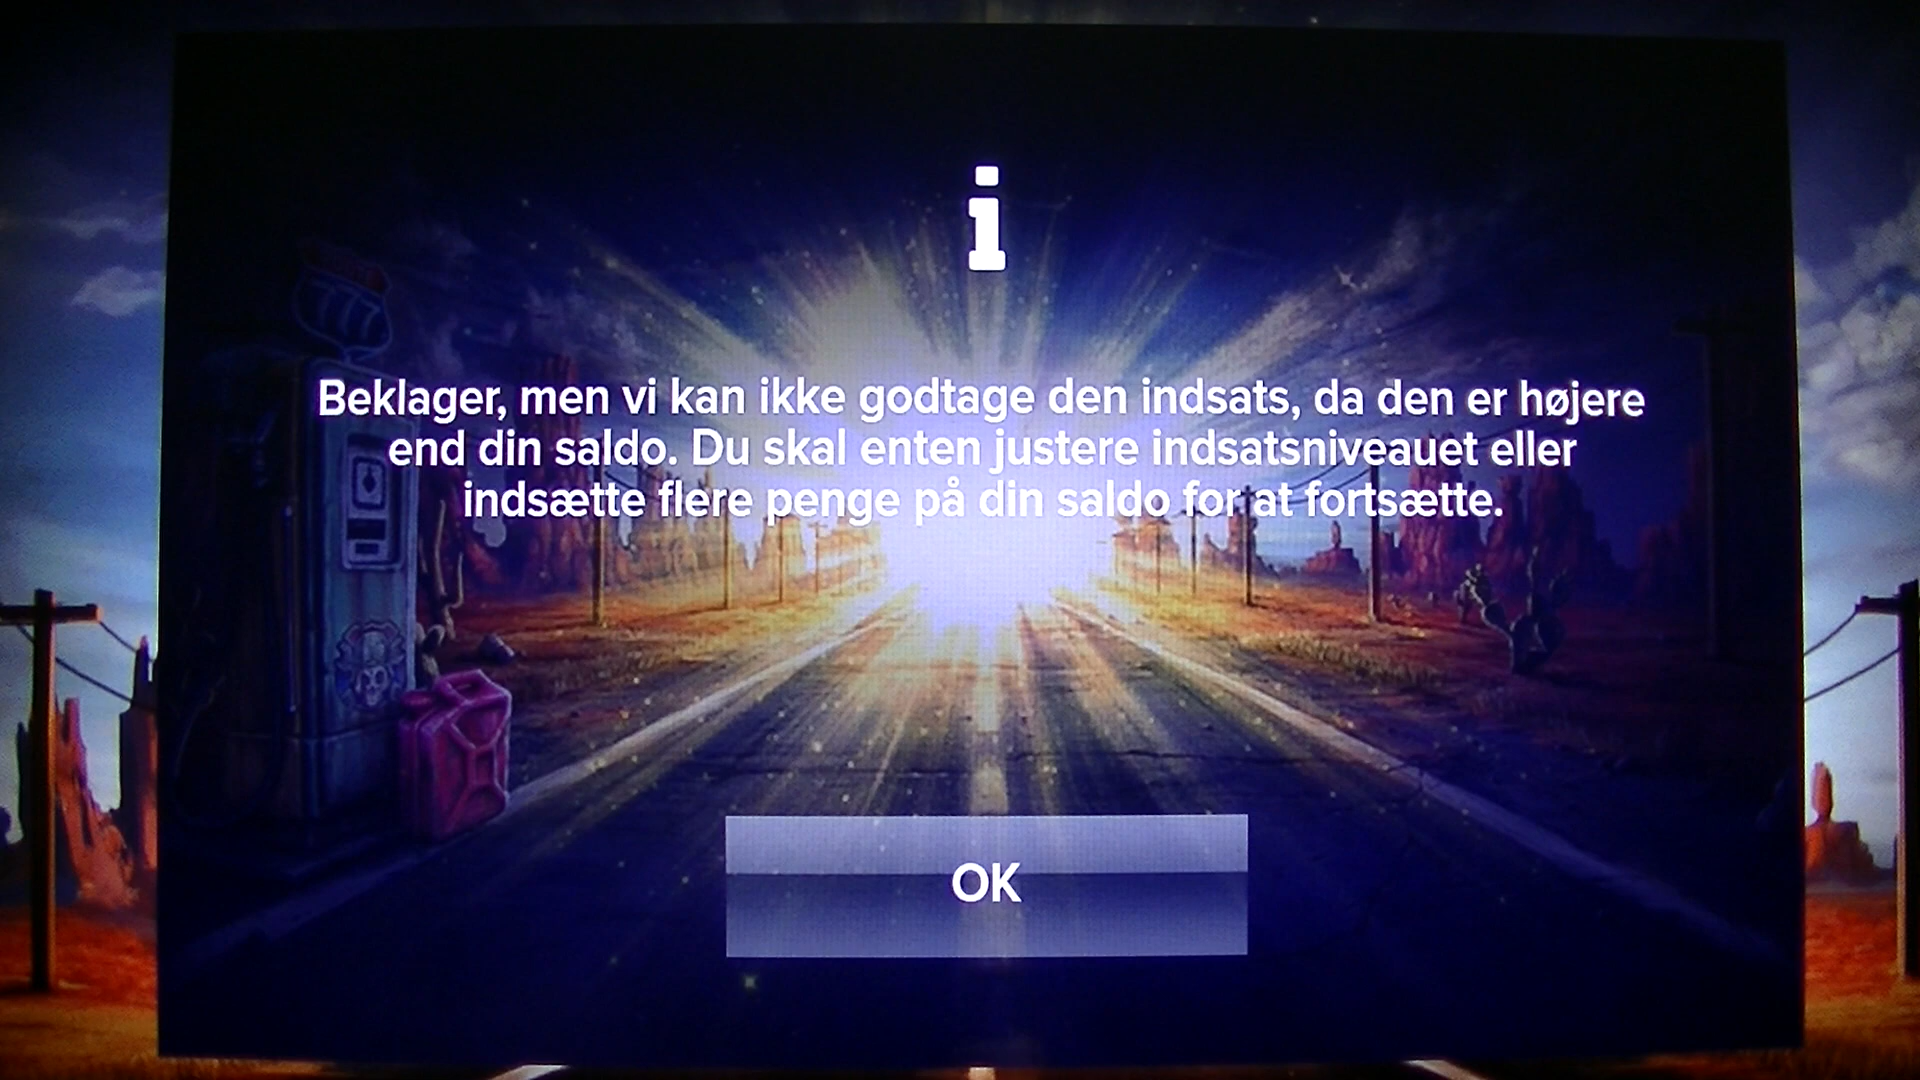 i
777
Beklager, men vi kan ikke godtage den indsats, da den er højere
end din saldo. Du skal enten justere indsatsniveauet eller
indsætte flere penge på din saldo for at fortsætte.
OK